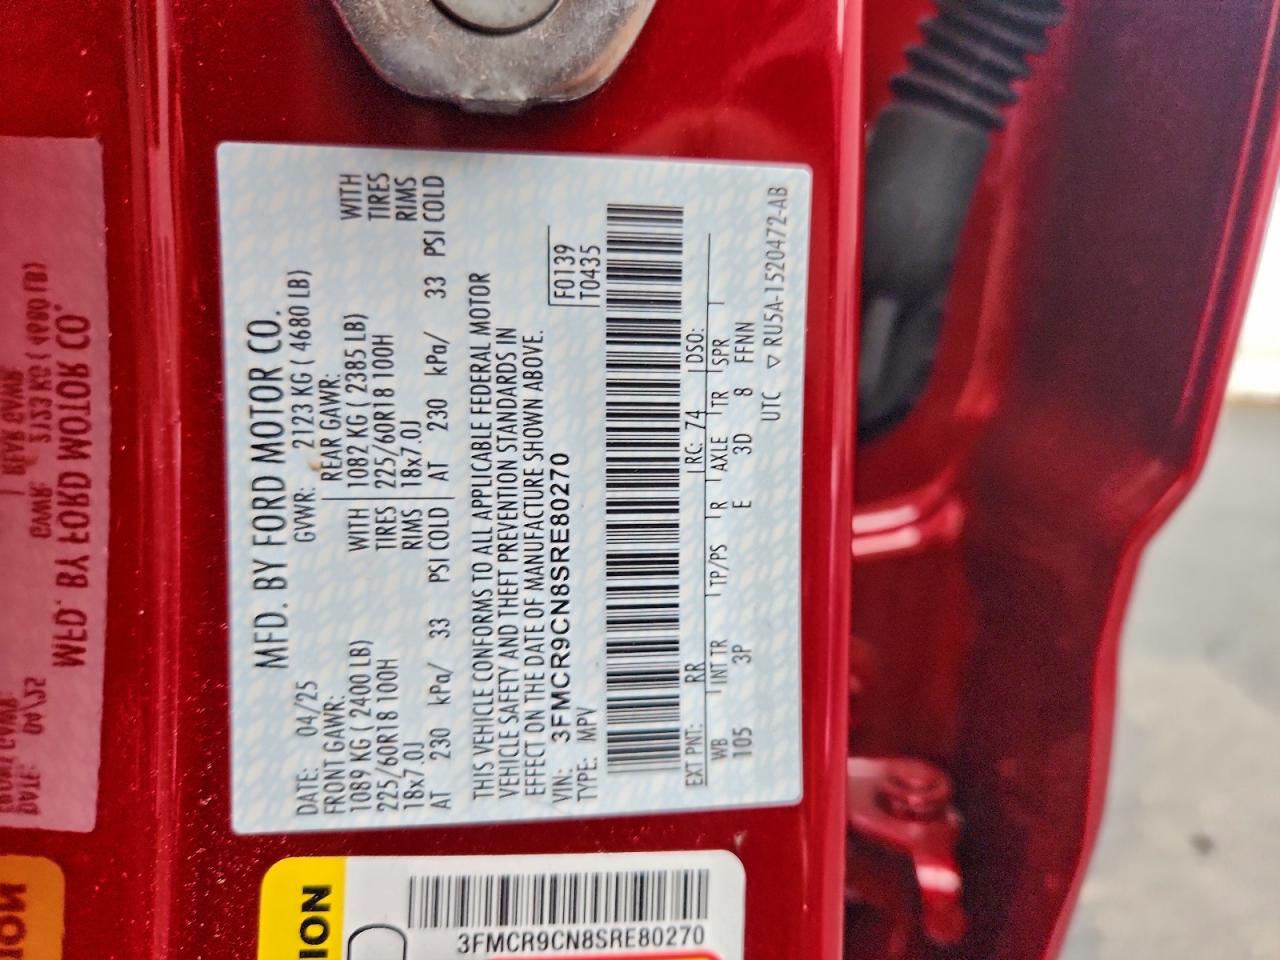 MFD. BY FORD MOTOR CO.
DATE: 04/25 GVWR: 2123 KG ( 4680 LB)
FRONT GAWR: REAR GAWR:
1089 KG ( 2400 LB) WITH 1082 KG ( 2385 LB) WITH
225/60R18 100H TIRES 225/60R18 100H TIRES
18x7.0J RIMS 18x7.0J RIMS
AT 230 kPa/ 33 PSI COLD AT 230 kPa/ 33 PSI COLD
THIS VEHICLE CONFORMS TO ALL APPLICABLE FEDERAL MOTOR
VEHICLE SAFETY AND THEFT PREVENTION STANDARDS IN
EFFECT ON THE DATE OF MANUFACTURE SHOWN ABOVE.
VIN: 3FMCR9CN8SRE80270 F0139
TYPE: MPV T0435
EXT PNT: RR RC: 74 DSO:
WB INT TR TP/PS R AXLE TR SPR
105 3P E 3D 8 FFNN
UTC ▽ RU5A-1520472-AB
ION
3FMCR9CN8SRE80270